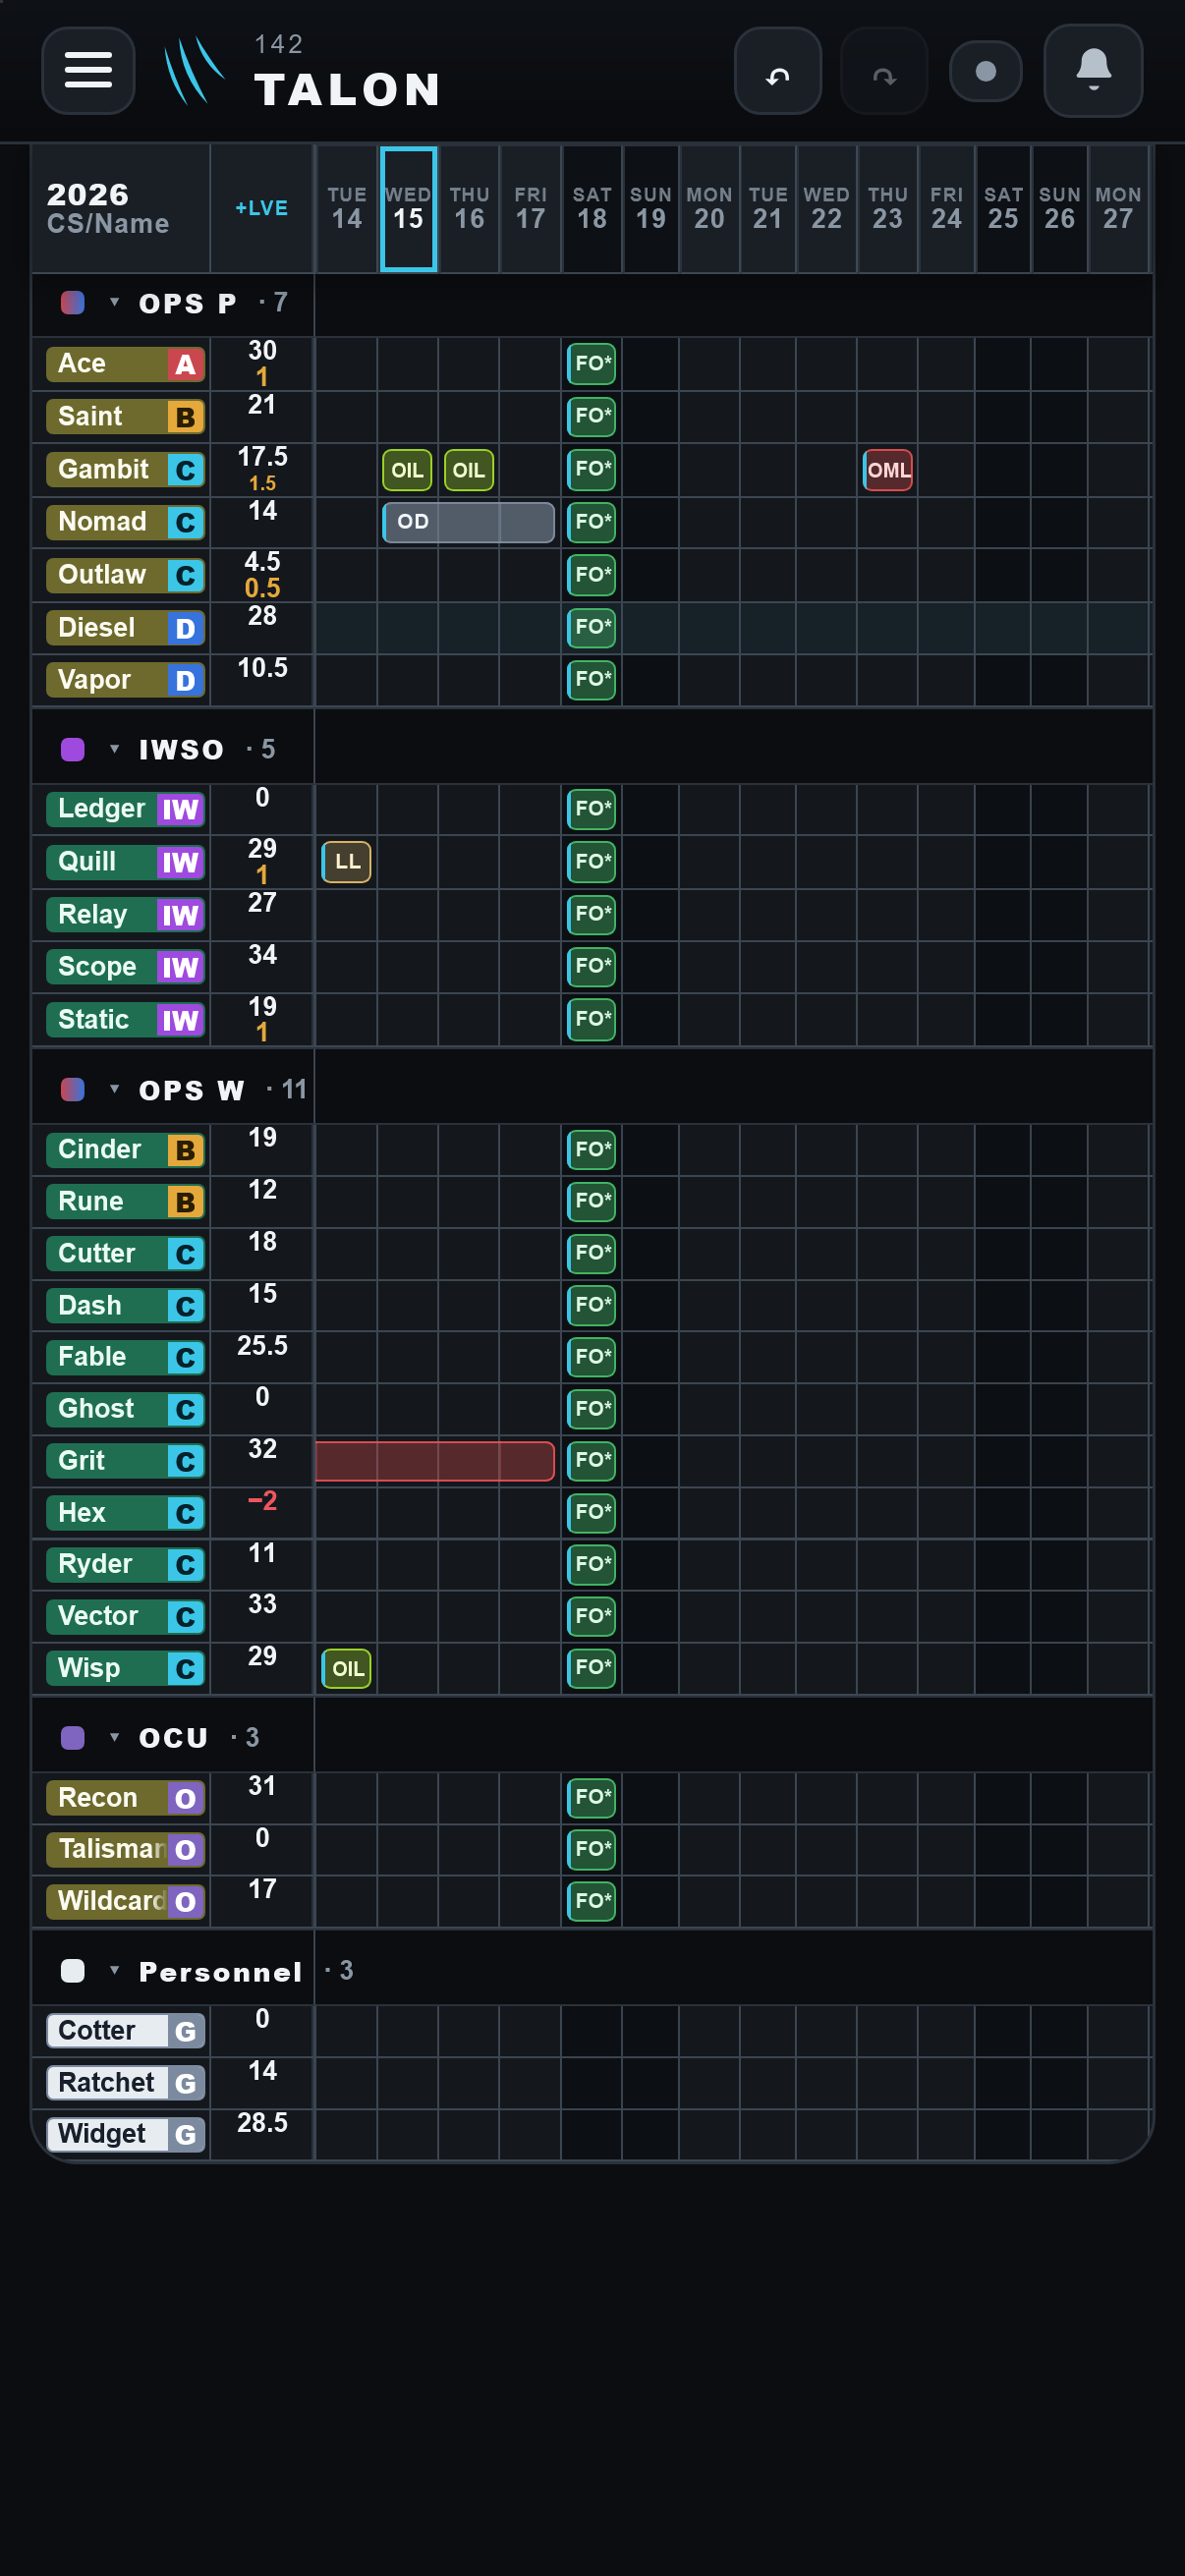 142
TALON
2026
CS/Name
+LVE
TUE 14
WED 15
THU 16
FRI 17
SAT 18
SUN 19
MON 20
TUE 21
WED 22
THU 23
FRI 24
SAT 25
SUN 26
MON 27
OPS P · 7
Ace A 30 1 FO*
Saint B 21 FO*
Gambit C 17.5 1.5 OIL OIL FO* OML
Nomad C 14 OD FO*
Outlaw C 4.5 0.5 FO*
Diesel D 28 FO*
Vapor D 10.5 FO*
IWSO · 5
Ledger IW 0 FO*
Quill IW 29 1 LL FO*
Relay IW 27 FO*
Scope IW 34 FO*
Static IW 19 1 FO*
OPS W · 11
Cinder B 19 FO*
Rune B 12 FO*
Cutter C 18 FO*
Dash C 15 FO*
Fable C 25.5 FO*
Ghost C 0 FO*
Grit C 32 FO*
Hex C −2 FO*
Ryder C 11 FO*
Vector C 33 FO*
Wisp C 29 OIL FO*
OCU · 3
Recon O 31 FO*
Talisman O 0 FO*
Wildcard O 17 FO*
Personnel · 3
Cotter G 0
Ratchet G 14
Widget G 28.5